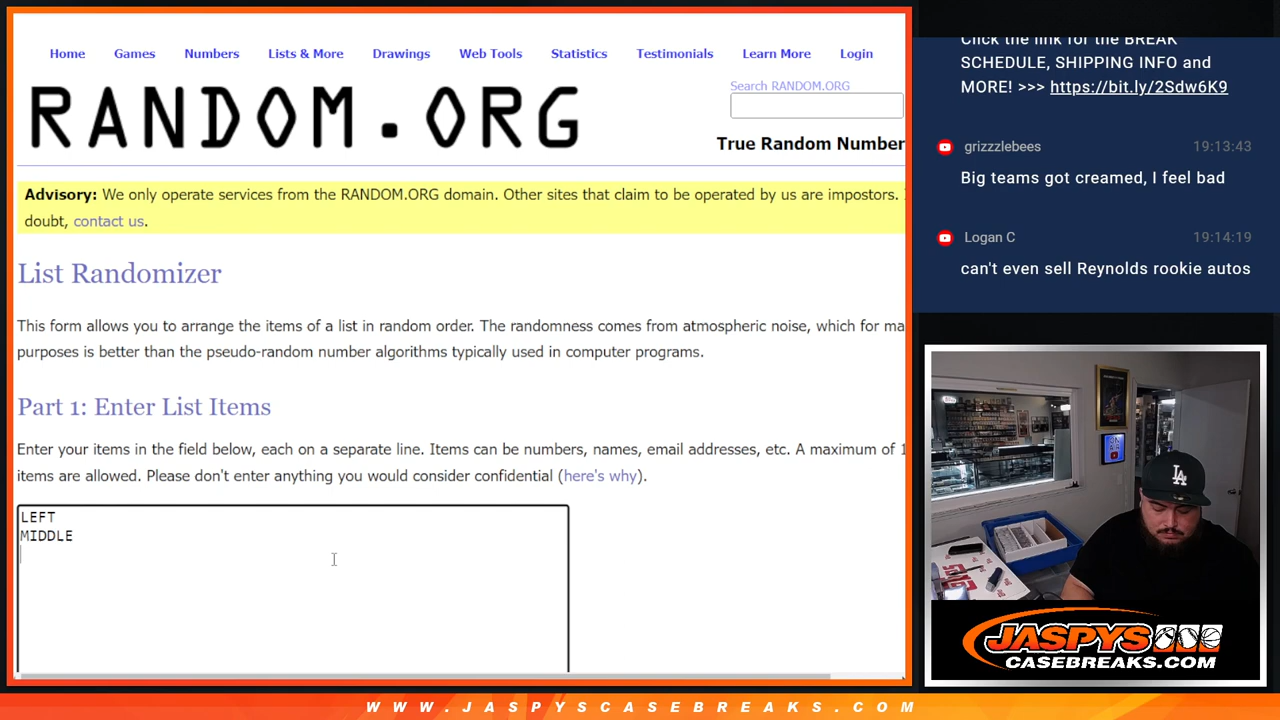 Home Games Numbers Lists & More Drawings Web Tools Statistics Testimonials Learn More Login
RANDOM.ORG
Search RANDOM.ORG
True Random Number
Advisory: We only operate services from the RANDOM.ORG domain. Other sites that claim to be operated by us are impostors.
doubt, contact us.
List Randomizer
This form allows you to arrange the items of a list in random order. The randomness comes from atmospheric noise, which for ma
purposes is better than the pseudo-random number algorithms typically used in computer programs.
Part 1: Enter List Items
Enter your items in the field below, each on a separate line. Items can be numbers, names, email addresses, etc. A maximum of 1
items are allowed. Please don't enter anything you would consider confidential (here's why).
LEFT
MIDDLE
Click the link for the BREAK
SCHEDULE, SHIPPING INFO and
MORE! >>> https://bit.ly/2Sdw6K9
grizzzlebees 19:13:43
Big teams got creamed, I feel bad
Logan C 19:14:19
can't even sell Reynolds rookie autos
LA
JASPYS
CASEBREAKS.COM
WWW.JASPYSCASEBREAKS.COM